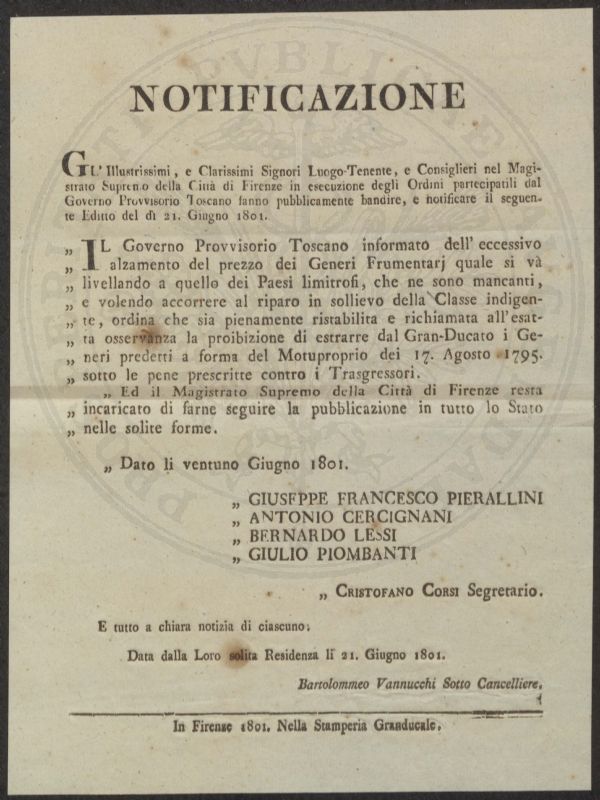 NOTIFICAZIONE
GL' Illustrissimi, e Clarissimi Signori Luogo-Tenente, e Consiglieri nel Magi-
strato Supremo della Città di Firenze in esecuzione degli Ordini partecipatili dal
Governo Provvisorio Toscano fanno pubblicamente bandire, e notificare il seguen-
te Editto del dì 21. Giugno 1801.
„ IL Governo Provvisorio Toscano informato dell'eccessivo
„ alzamento del prezzo dei Generi Frumentarj quale si và
„ livellando a quello dei Paesi limitrofi, che ne sono mancanti,
„ e volendo accorrere al riparo in sollievo della Classe indigen-
„ te, ordina che sia pienamente ristabilita e richiamata all'esat-
„ ta osservanza la proibizione di estrarre dal Gran-Ducato i Ge-
„ neri predetti a forma del Motuproprio dei 17. Agosto 1795.
„ sotto le pene prescritte contro i Trasgressori.
„ Ed il Magistrato Supremo della Città di Firenze resta
„ incaricato di farne seguire la pubblicazione in tutto lo Stato
„ nelle solite forme.
„ Dato li ventuno Giugno 1801.
„ GIUSEPPE FRANCESCO PIERALLINI
„ ANTONIO CERCIGNANI
„ BERNARDO LESSI
„ GIULIO PIOMBANTI
„ CRISTOFANO CORSI Segretario.
E tutto a chiara notizia di ciascuno.
Data dalla Loro solita Residenza lì 21. Giugno 1801.
Bartolommeo Vannucchi Sotto Cancelliere.
In Firenze 1801. Nella Stamperia Granducale.